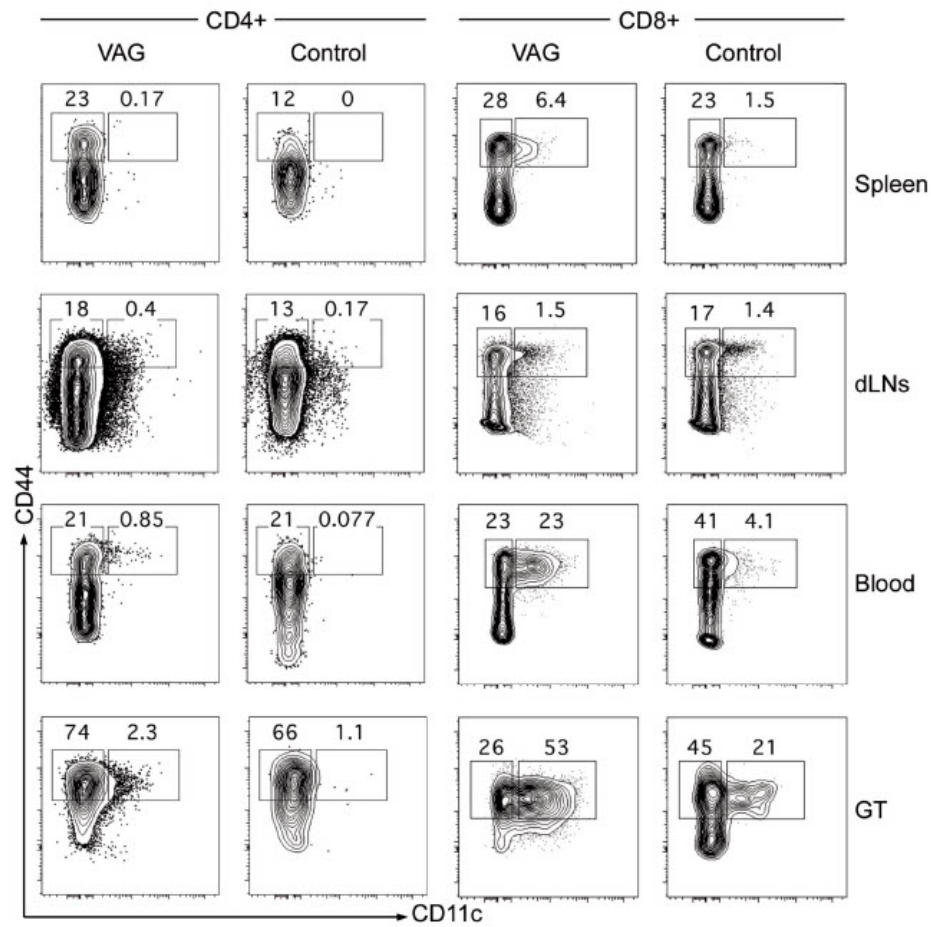 CD4+ CD8+
VAG Control VAG Control
23 0.17 12 0 28 6.4 23 1.5
Spleen
18 0.4 13 0.17 16 1.5 17 1.4
dLNs
21 0.85 21 0.077 23 23 41 4.1
Blood
74 2.3 66 1.1 26 53 45 21
GT
CD44
CD11c